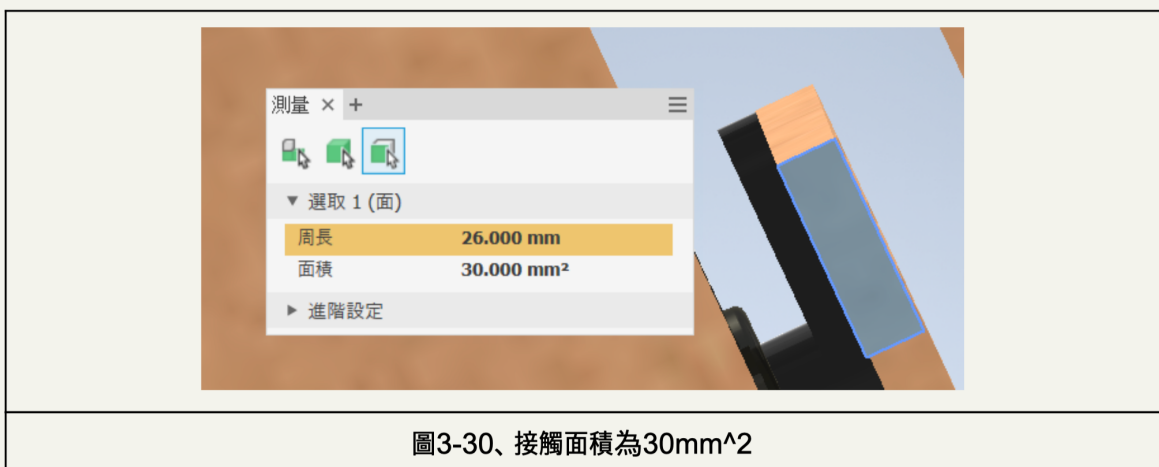 測量 × +
選取 1 (面)
周長 26.000 mm
面積 30.000 mm²
進階設定
圖3-30、接觸面積為30mm^2